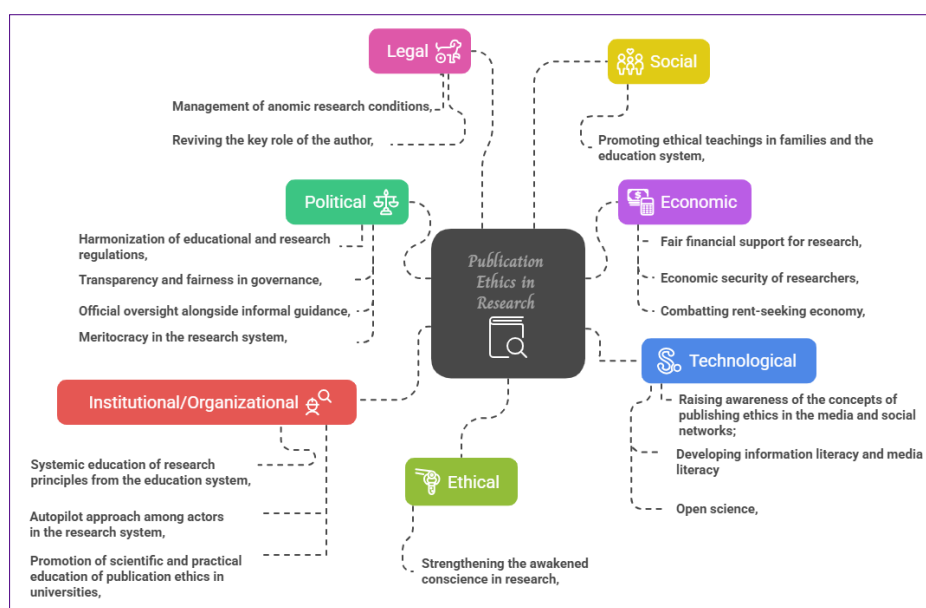 Legal
Management of anomic research conditions,
Reviving the key role of the author,
Social
Promoting ethical teachings in families and the
education system,
Political
Harmonization of educational and research
regulations,
Transparency and fairness in governance,
Official oversight alongside informal guidance,
Meritocracy in the research system,
Publication
Ethics in
Research
Economic
Fair financial support for research,
Economic security of researchers,
Combatting rent-seeking economy,
Institutional/Organizational
Systemic education of research
principles from the education system,
Autopilot approach among actors
in the research system,
Promotion of scientific and practical
education of publication ethics in
universities,
Ethical
Strengthening the awakened
conscience in research,
Technological
Raising awareness of the concepts of
publishing ethics in the media and social
networks;
Developing information literacy and media
literacy
Open science,